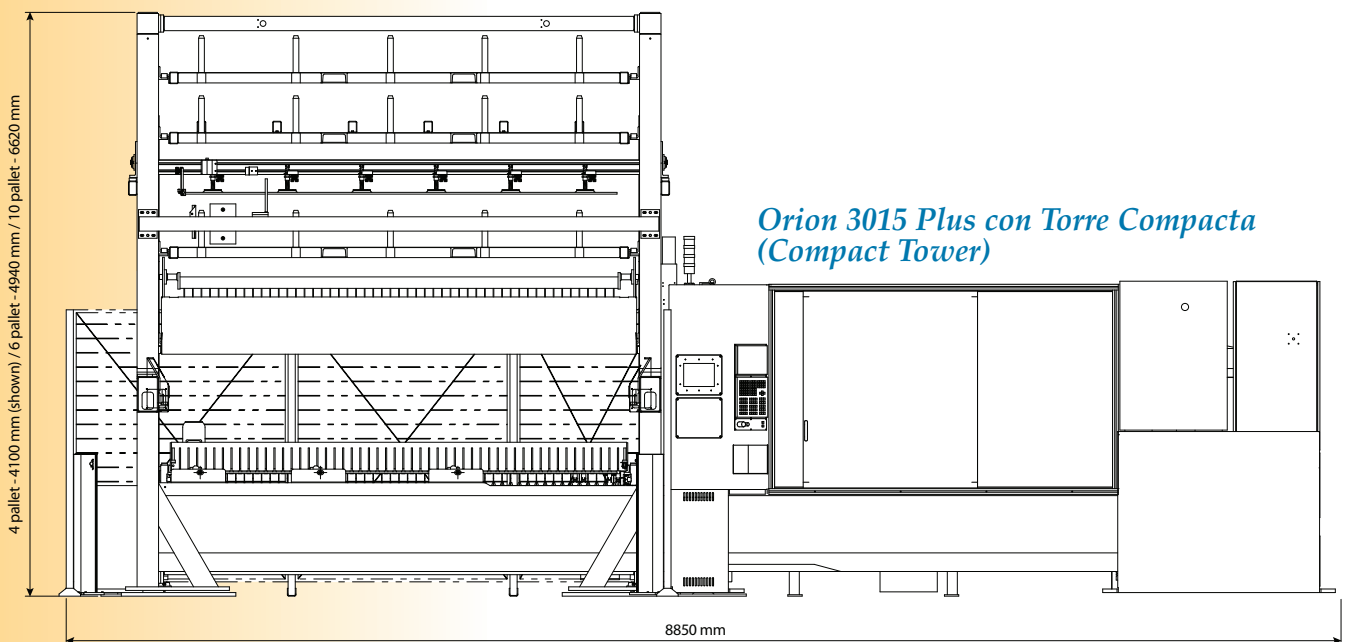 4 pallet - 4100 mm (shown) / 6 pallet - 4940 mm / 10 pallet - 6620 mm
Orion 3015 Plus con Torre Compacta
(Compact Tower)
8850 mm